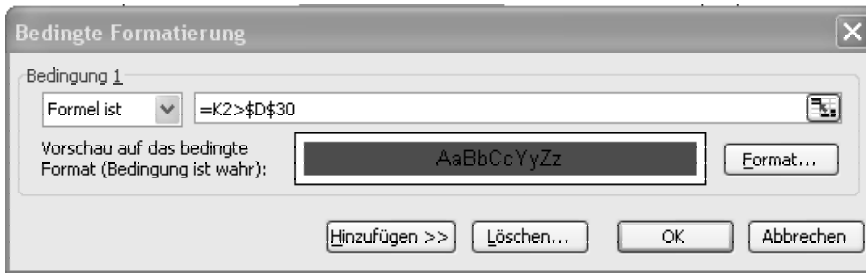 Bedingte Formatierung
Bedingung 1
Formel ist =K2>$D$30
Vorschau auf das bedingte
Format (Bedingung ist wahr):
AaBbCcYyZz
Format...
Hinzufügen >> Löschen... OK Abbrechen